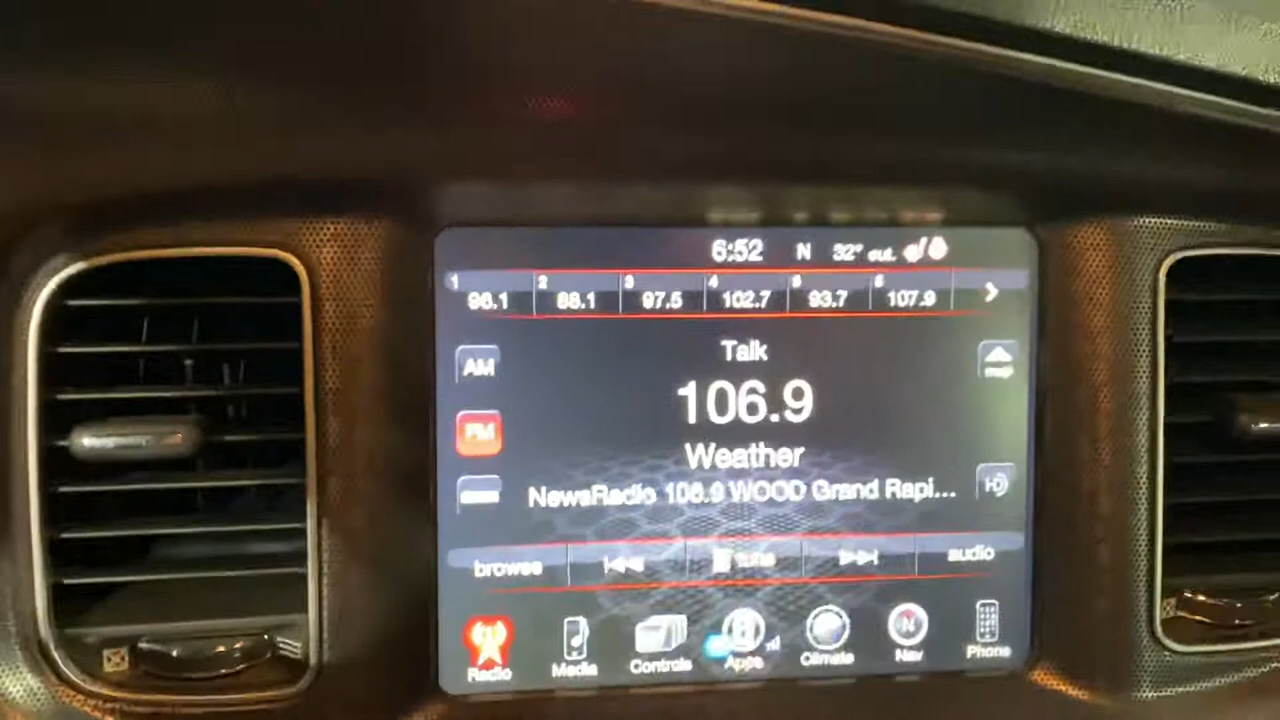 6:52 N 32° out.
1 2 3 4 5 6
96.1 88.1 97.5 102.7 93.7 107.9
Talk
AM
map
106.9
FM
Weather
HD
NewsRadio 106.9 WOOD Grand Rapi...
browse tune audio
Radio Media Controls Apps Climate Nav Phone